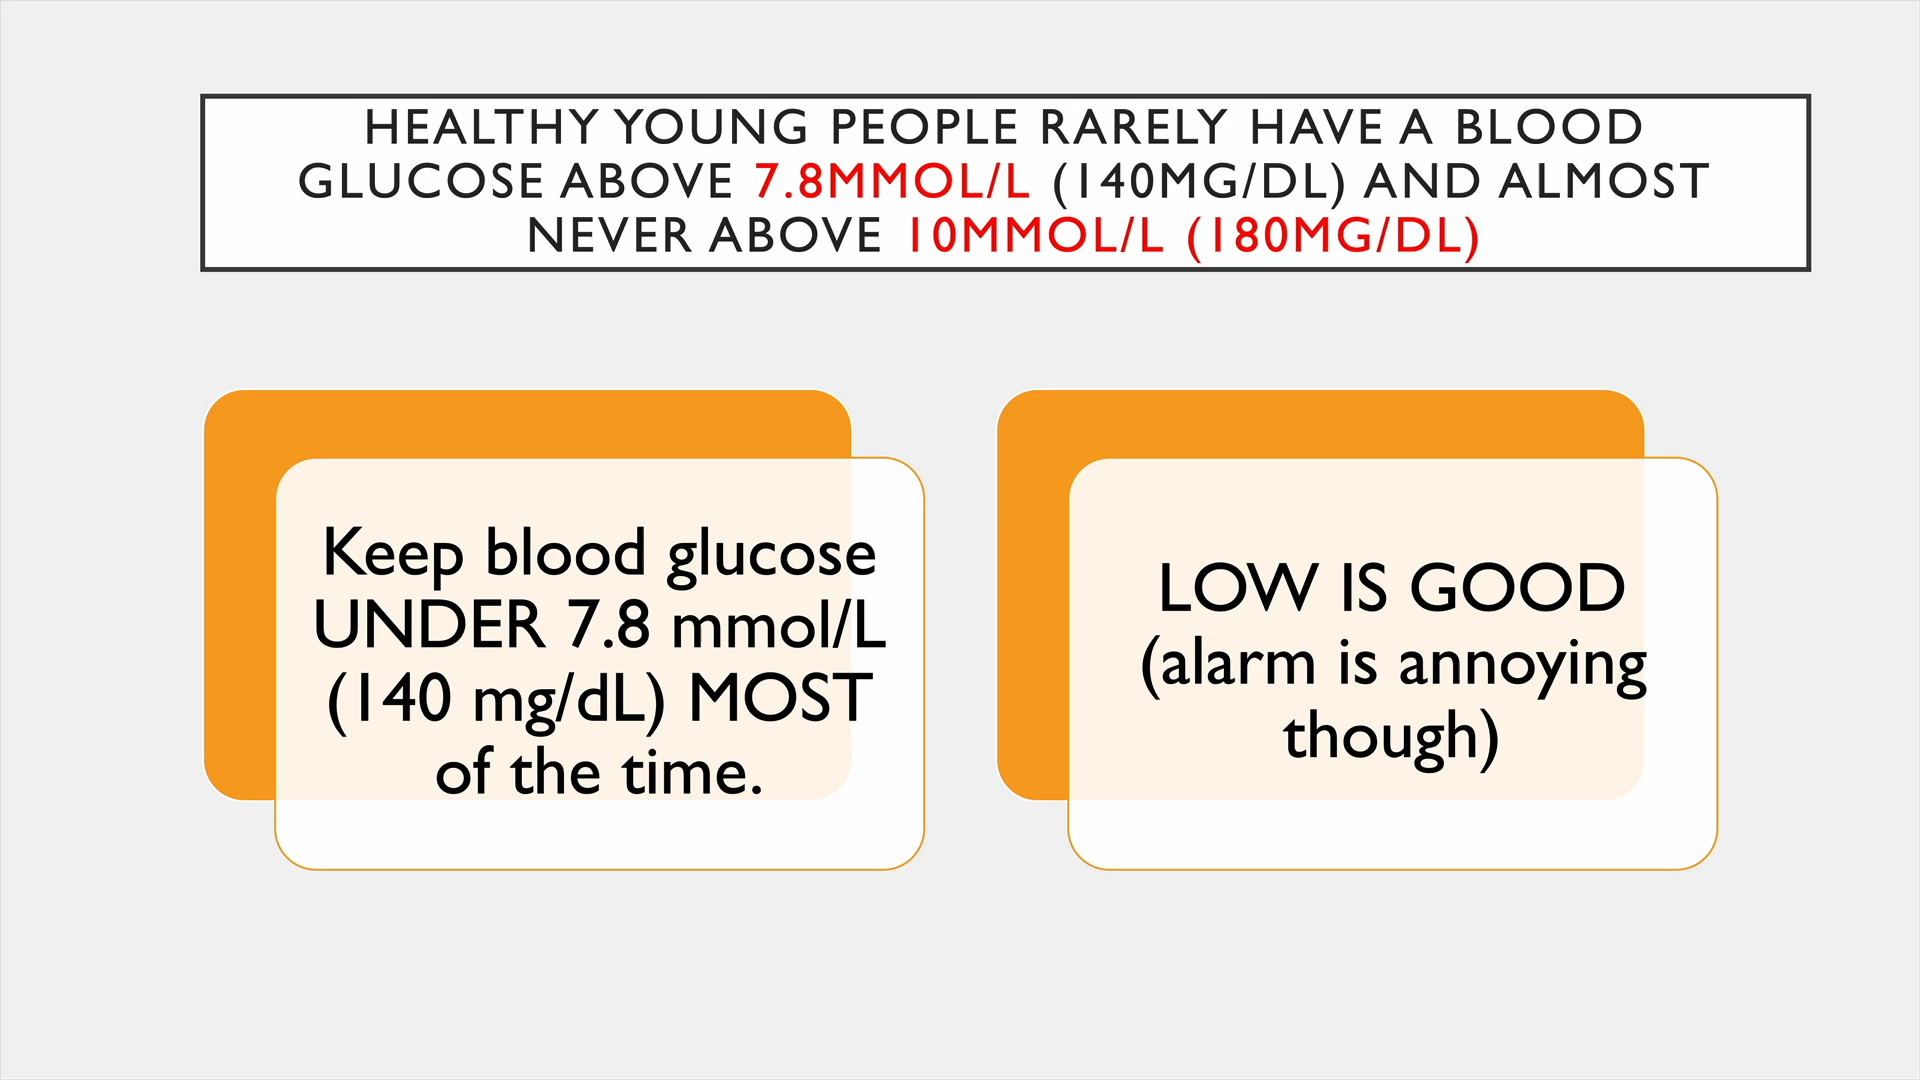 HEALTHY YOUNG PEOPLE RARELY HAVE A BLOOD
GLUCOSE ABOVE 7.8MMOL/L (140MG/DL) AND ALMOST
NEVER ABOVE 10MMOL/L (180MG/DL)
Keep blood glucose
UNDER 7.8 mmol/L
(140 mg/dL) MOST
of the time.
LOW IS GOOD
(alarm is annoying
though)